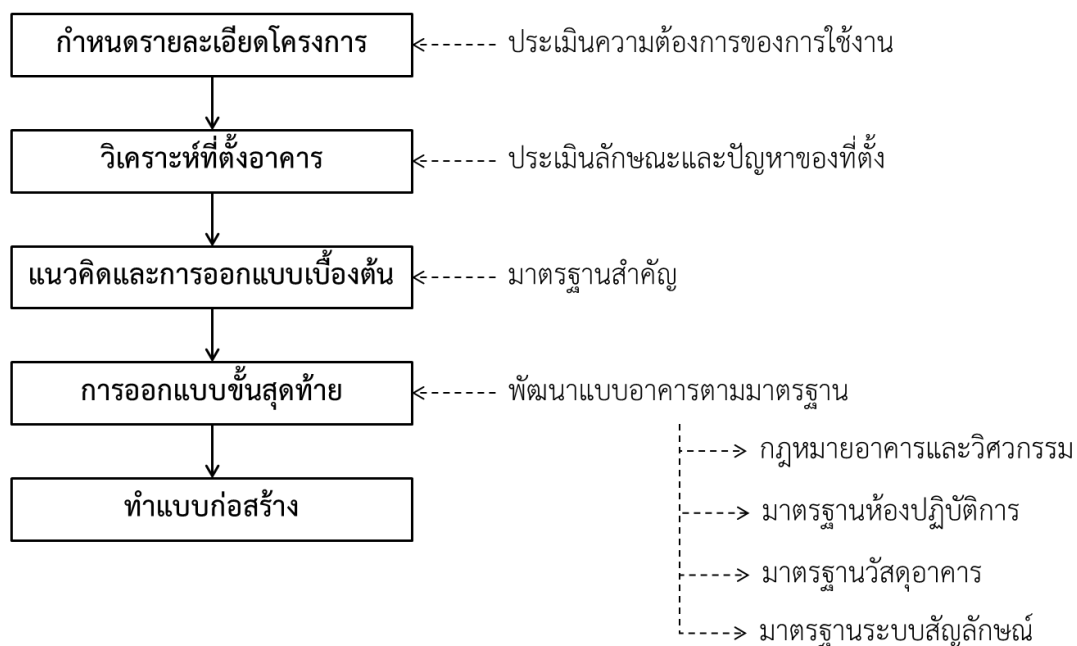 กำหนดรายละเอียดโครงการ
ประเมินความต้องการของการใช้งาน
วิเคราะห์ที่ตั้งอาคาร
ประเมินลักษณะและปัญหาของที่ตั้ง
แนวคิดและการออกแบบเบื้องต้น
มาตรฐานสำคัญ
การออกแบบขั้นสุดท้าย
พัฒนาแบบอาคารตามมาตรฐาน
กฎหมายอาคารและวิศวกรรม
ทำแบบก่อสร้าง
มาตรฐานห้องปฏิบัติการ
มาตรฐานวัสดุอาคาร
มาตรฐานระบบสัญลักษณ์